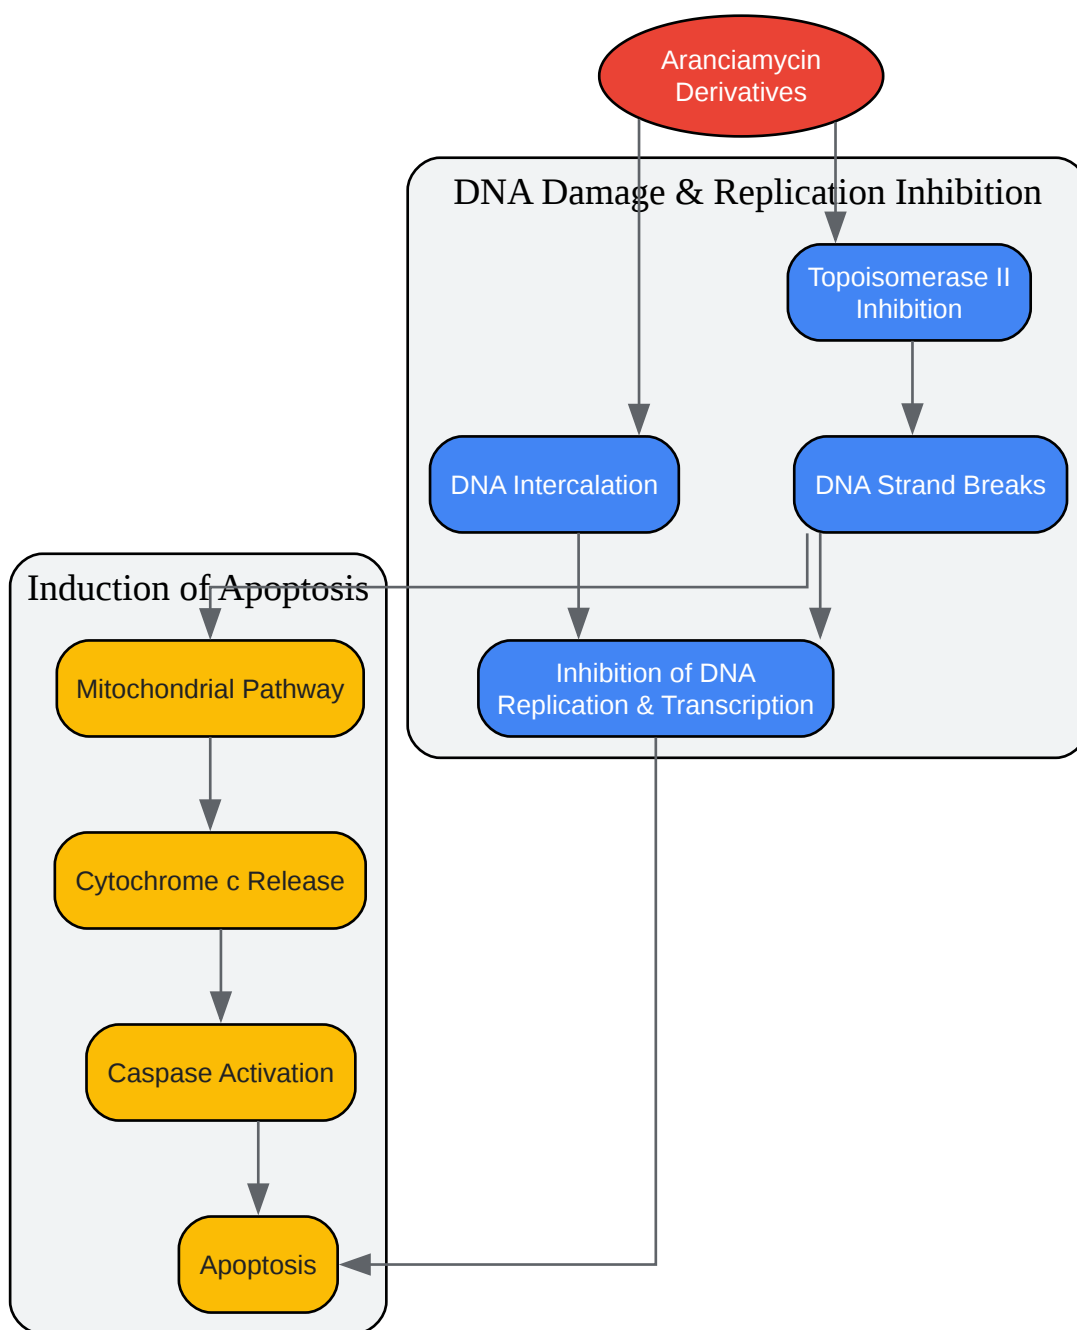 Aranciamycin
Derivatives
DNA Damage & Replication Inhibition
Topoisomerase II
Inhibition
DNA Intercalation
DNA Strand Breaks
Induction of Apoptosis
Inhibition of DNA
Replication & Transcription
Mitochondrial Pathway
Cytochrome c Release
Caspase Activation
Apoptosis